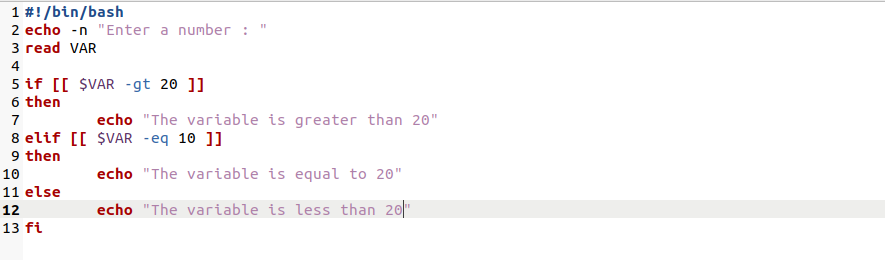 1 #!/bin/bash
2 echo -n "Enter a number : "
3 read VAR
4
5 if [[ $VAR -gt 20 ]]
6 then
7         echo "The variable is greater than 20"
8 elif [[ $VAR -eq 10 ]]
9 then
10         echo "The variable is equal to 20"
11 else
12         echo "The variable is less than 20"
13 fi